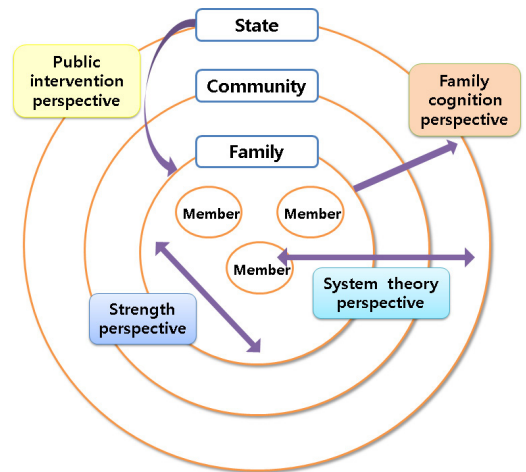 State
Public
intervention
perspective
Community
Family
cognition
perspective
Family
Member
Member
Member
System theory
perspective
Strength
perspective